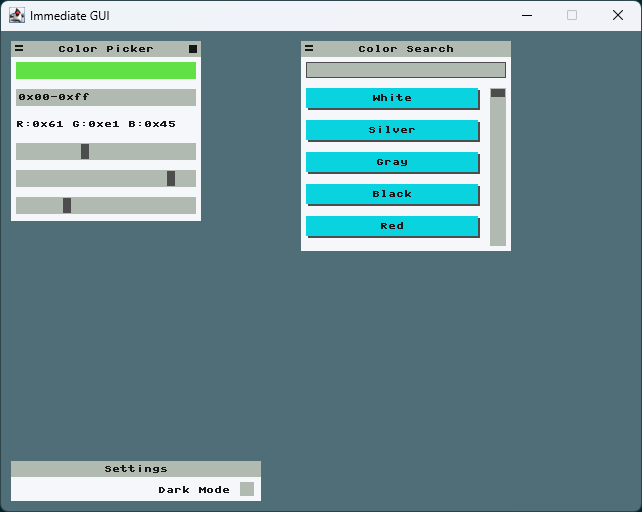 Immediate GUI
Color Picker
0x00-0xff
R:0x61 G:0xe1 B:0x45
Color Search
White
Silver
Gray
Black
Red
Settings
Dark Mode